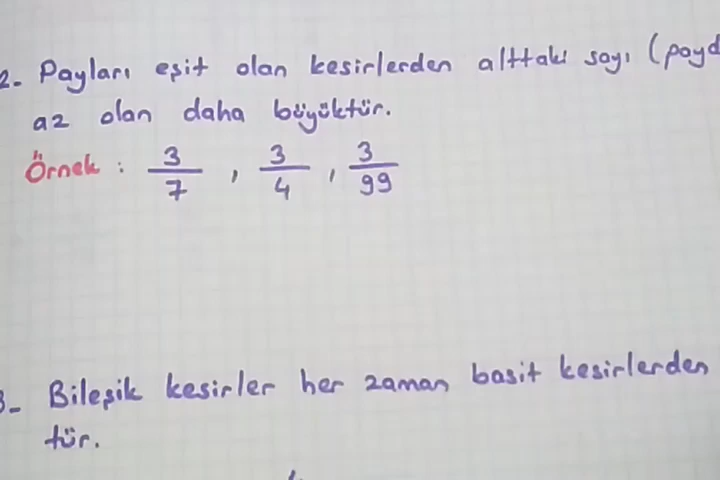 2- Payları eşit olan kesirlerden alttaki sayı (payd
az olan daha büyüktür.
Örnek : 3/7 , 3/4 , 3/99
3- Bileşik kesirler her zaman basit kesirlerden
tür.